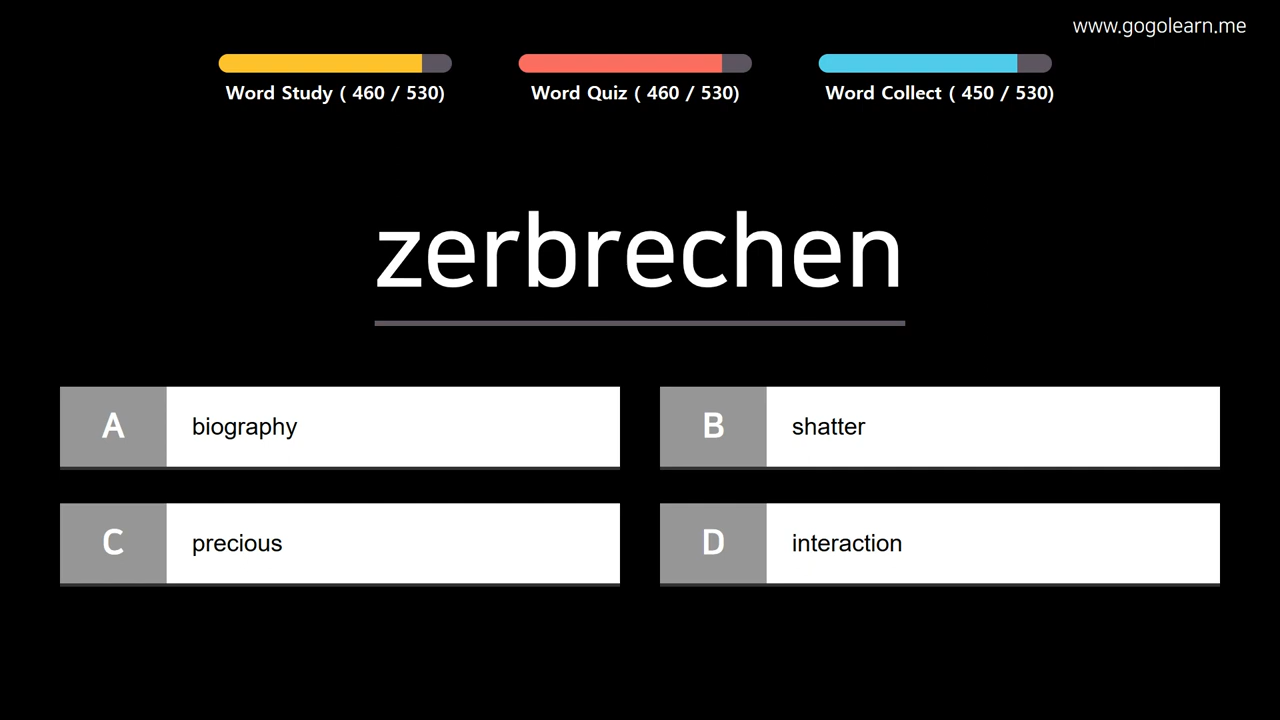 www.gogolearn.me
Word Study ( 460 / 530)
Word Quiz ( 460 / 530)
Word Collect ( 450 / 530)
zerbrechen
A biography
B shatter
C precious
D interaction